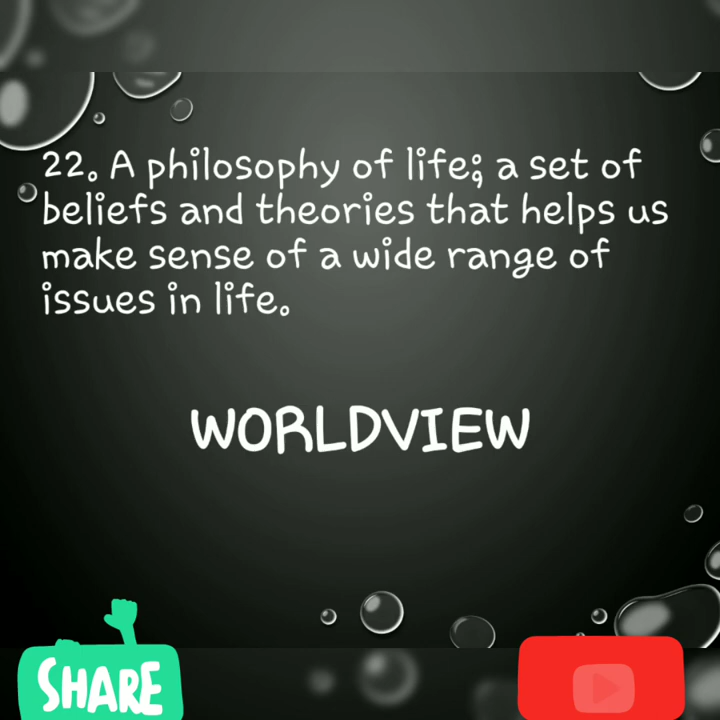 22. A philosophy of life; a set of
beliefs and theories that helps us
make sense of a wide range of
issues in life.
WORLDVIEW
SHARE